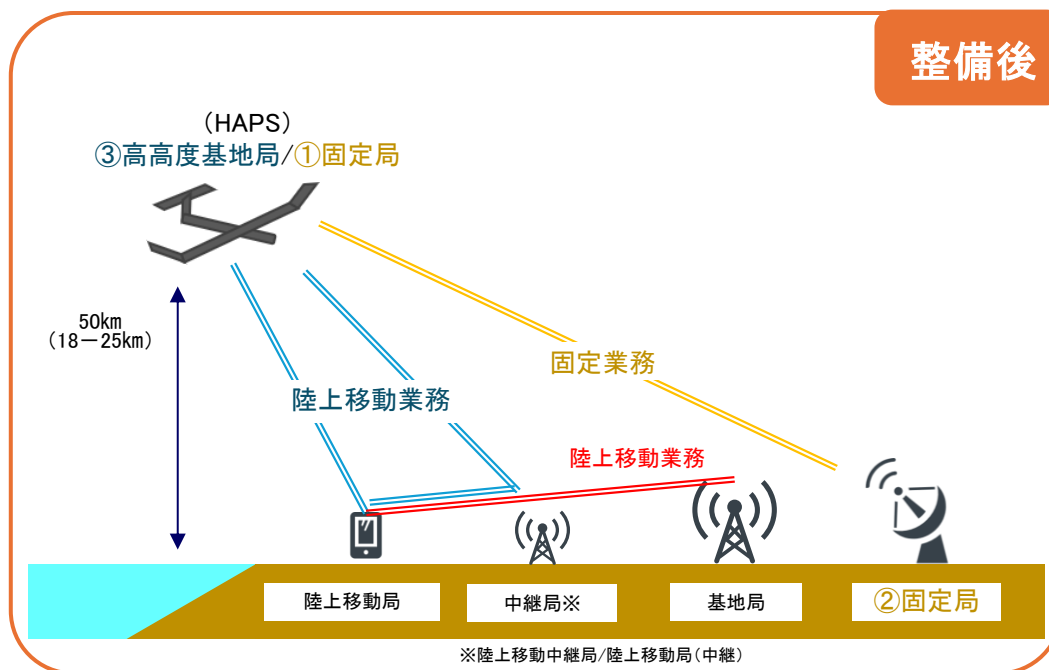 整備後
（HAPS）
③高高度基地局/①固定局
50km
（18－25km）
固定業務
陸上移動業務
陸上移動業務
陸上移動局
中継局※
基地局
②固定局
※陸上移動中継局/陸上移動局（中継）